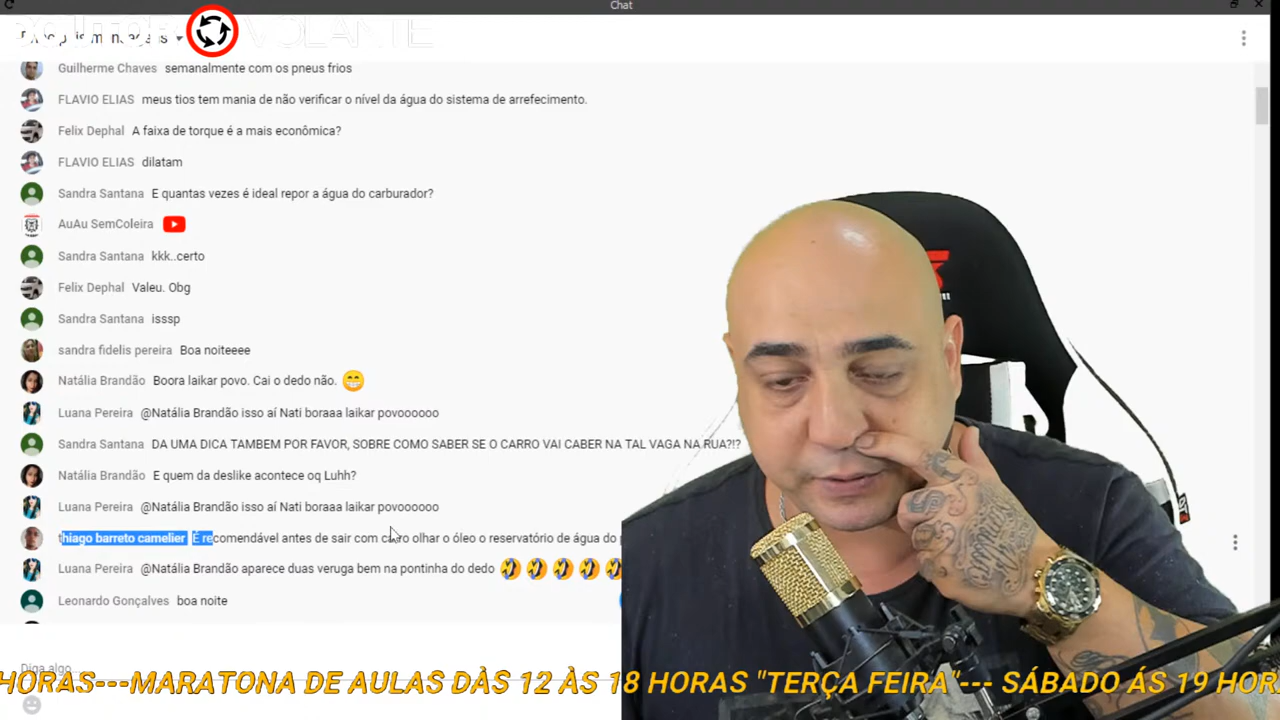 Chat
VOLANTE
Guilherme Chaves semanalmente com os pneus frios
FLAVIO ELIAS meus tios tem mania de não verificar o nível da água do sistema de arrefecimento.
Felix Dephal A faixa de torque é a mais econômica?
FLAVIO ELIAS dilatam
Sandra Santana E quantas vezes é ideal repor a água do carburador?
AuAu SemColeira
Sandra Santana kkk..certo
Felix Dephal Valeu. Obg
Sandra Santana isssp
sandra fidelis pereira Boa noiteeee
Natália Brandão Boora laikar povo. Cai o dedo não.
Luana Pereira @Natália Brandão isso aí Nati boraaa laikar povoooooo
Sandra Santana DA UMA DICA TAMBEM POR FAVOR, SOBRE COMO SABER SE O CARRO VAI CABER NA TAL VAGA NA RUA?!?
Natália Brandão E quem da deslike acontece oq Luhh?
Luana Pereira @Natália Brandão isso aí Nati boraaa laikar povoooooo
thiago barreto camelier É recomendável antes de sair com carro olhar o óleo o reservatório de água do
Luana Pereira @Natália Brandão aparece duas veruga bem na pontinha do dedo
Leonardo Gonçalves boa noite
Diga algo
HORAS---MARATONA DE AULAS DÀS 12 ÀS 18 HORAS "TERÇA FEIRA"--- SÁBADO ÁS 19 HOR